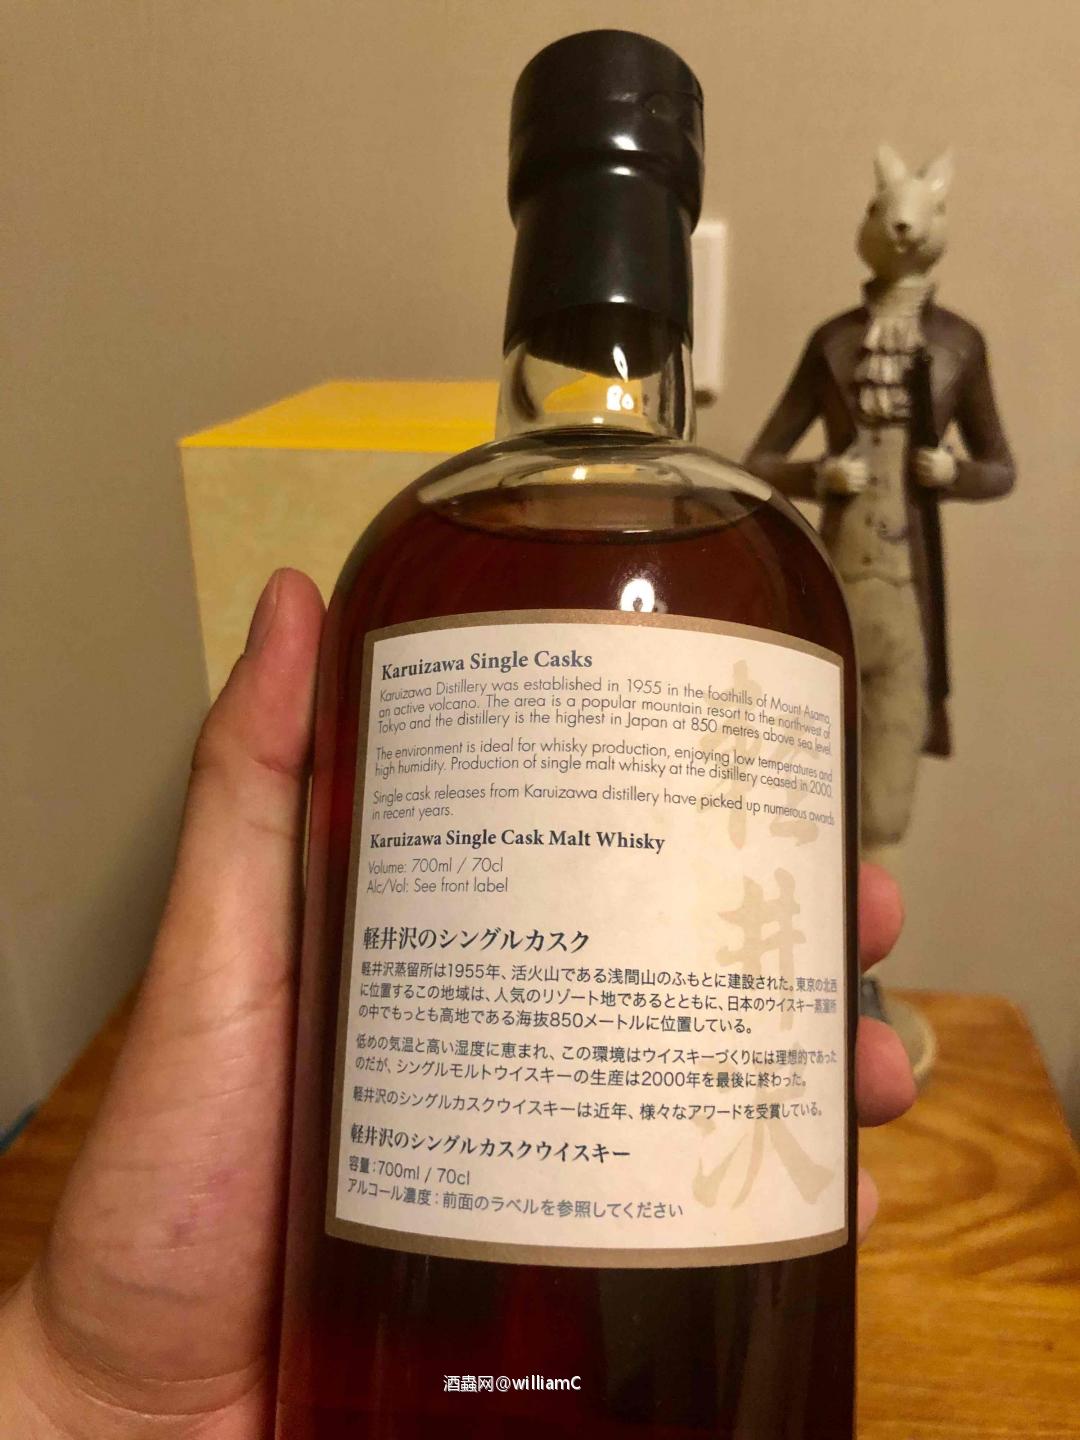 Karuizawa Single Casks
Karuizawa Distillery was established in 1955 in the foothills of Mount Asama,
an active volcano. The area is a popular mountain resort to the north-west of
Tokyo and the distillery is the highest in Japan at 850 metres above sea level.
The environment is ideal for whisky production, enjoying low temperatures and
high humidity. Production of single malt whisky at the distillery ceased in 2000.
Single cask releases from Karuizawa distillery have picked up numerous awards
in recent years.
Karuizawa Single Cask Malt Whisky
Volume: 700ml / 70cl
Alc/Vol: See front label
軽井沢のシングルカスク
軽井沢蒸留所は1955年、活火山である浅間山のふもとに建設された。東京の北西
に位置するこの地域は、人気のリゾート地であるとともに、日本のウイスキー蒸溜所
の中でもっとも高地である海抜850メートルに位置している。
低めの気温と高い湿度に恵まれ、この環境はウイスキーづくりには理想的であった
のだが、シングルモルトウイスキーの生産は2000年を最後に終わった。
軽井沢のシングルカスクウイスキーは近年、様々なアワードを受賞している。
軽井沢のシングルカスクウイスキー
容量:700ml / 70cl
アルコール濃度:前面のラベルを参照してください
軽井沢
酒蟲网@williamC